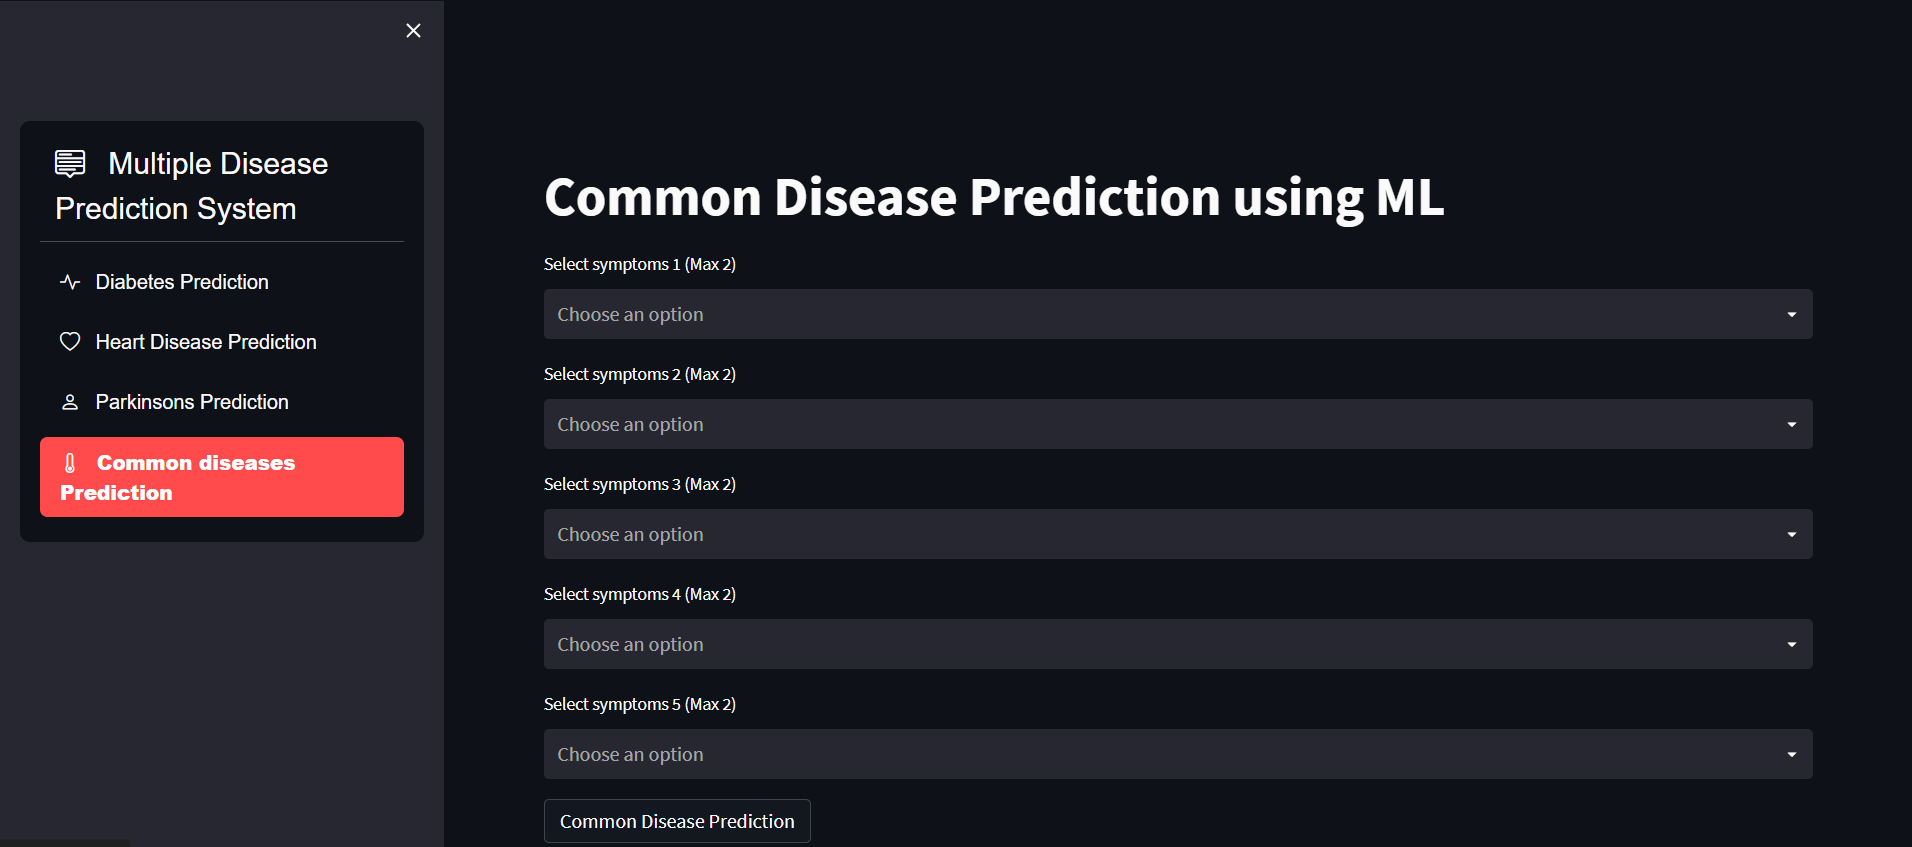 Multiple Disease
Prediction System
Diabetes Prediction
Heart Disease Prediction
Parkinsons Prediction
Common diseases
Prediction
Common Disease Prediction using ML
Select symptoms 1 (Max 2)
Choose an option
Select symptoms 2 (Max 2)
Choose an option
Select symptoms 3 (Max 2)
Choose an option
Select symptoms 4 (Max 2)
Choose an option
Select symptoms 5 (Max 2)
Choose an option
Common Disease Prediction